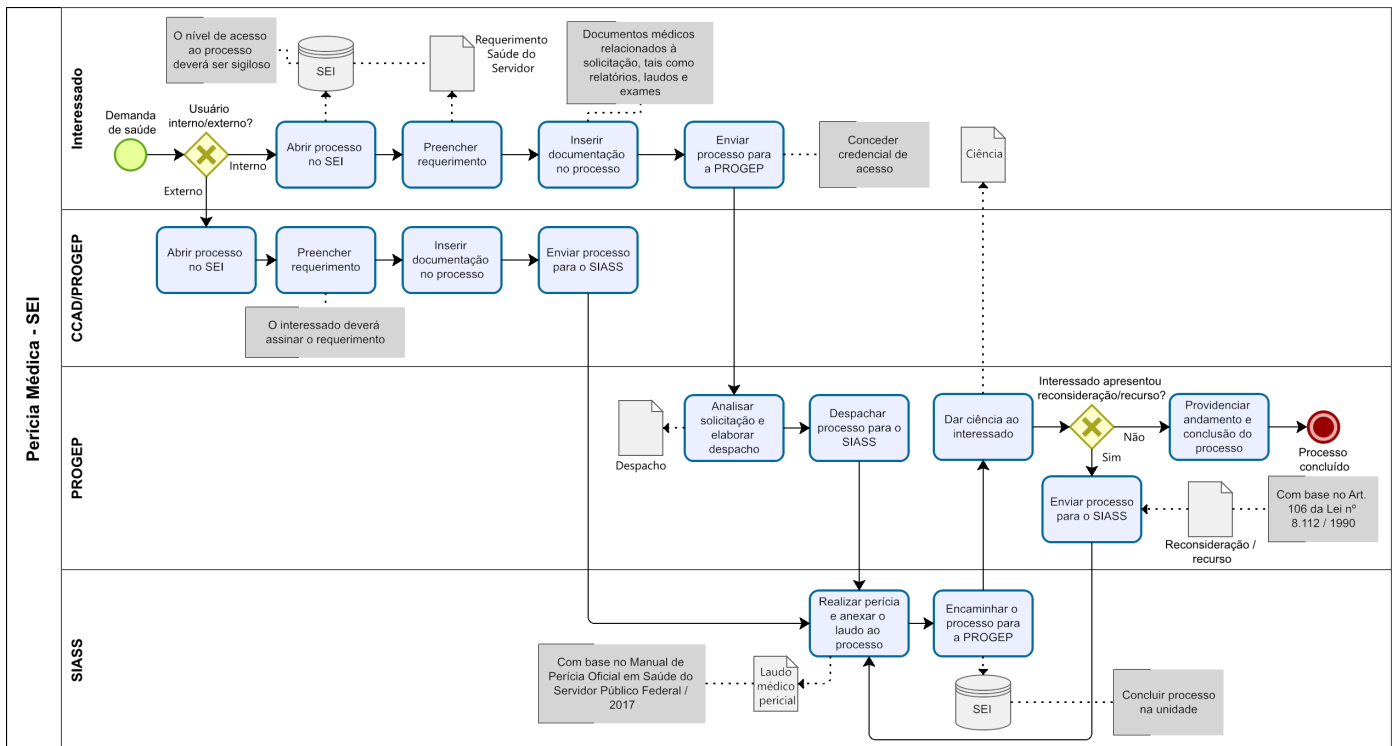 Perícia Médica - SEI
Interessado
O nível de acesso
ao processo
deverá ser sigiloso
SEI
Requerimento
Saúde do
Servidor
Documentos médicos
relacionados à
solicitação, tais como
relatórios, laudos e
exames
Demanda
de saúde
Usuário
interno/externo?
Interno
Externo
Abrir processo
no SEI
Preencher
requerimento
Inserir
documentação
no processo
Enviar
processo para
a PROGEP
Conceder
credencial de
acesso
Ciência
CCAD/PROGEP
Abrir processo
no SEI
Preencher
requerimento
Inserir
documentação
no processo
Enviar processo
para o SIASS
O interessado deverá
assinar o requerimento
PROGEP
Despacho
Analisar
solicitação e
elaborar
despacho
Despachar
processo para o
SIASS
Dar ciência ao
interessado
Interessado apresentou
reconsideração/recurso?
Não
Sim
Providenciar
andamento e
conclusão do
processo
Processo
concluído
Enviar processo
para o SIASS
Reconsideração /
recurso
Com base no Art.
106 da Lei nº
8.112 / 1990
SIASS
Realizar perícia
e anexar o
laudo ao
processo
Encaminhar o
processo para
a PROGEP
Com base no Manual de
Perícia Oficial em Saúde do
Servidor Público Federal /
2017
Laudo
médico
pericial
SEI
Concluir processo
na unidade